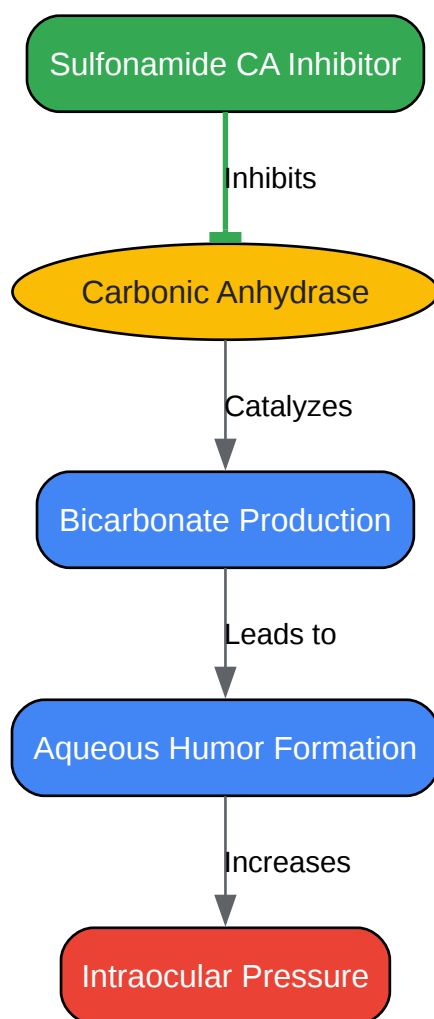 Sulfonamide CA Inhibitor
Inhibits
Carbonic Anhydrase
Catalyzes
Bicarbonate Production
Leads to
Aqueous Humor Formation
Increases
Intraocular Pressure